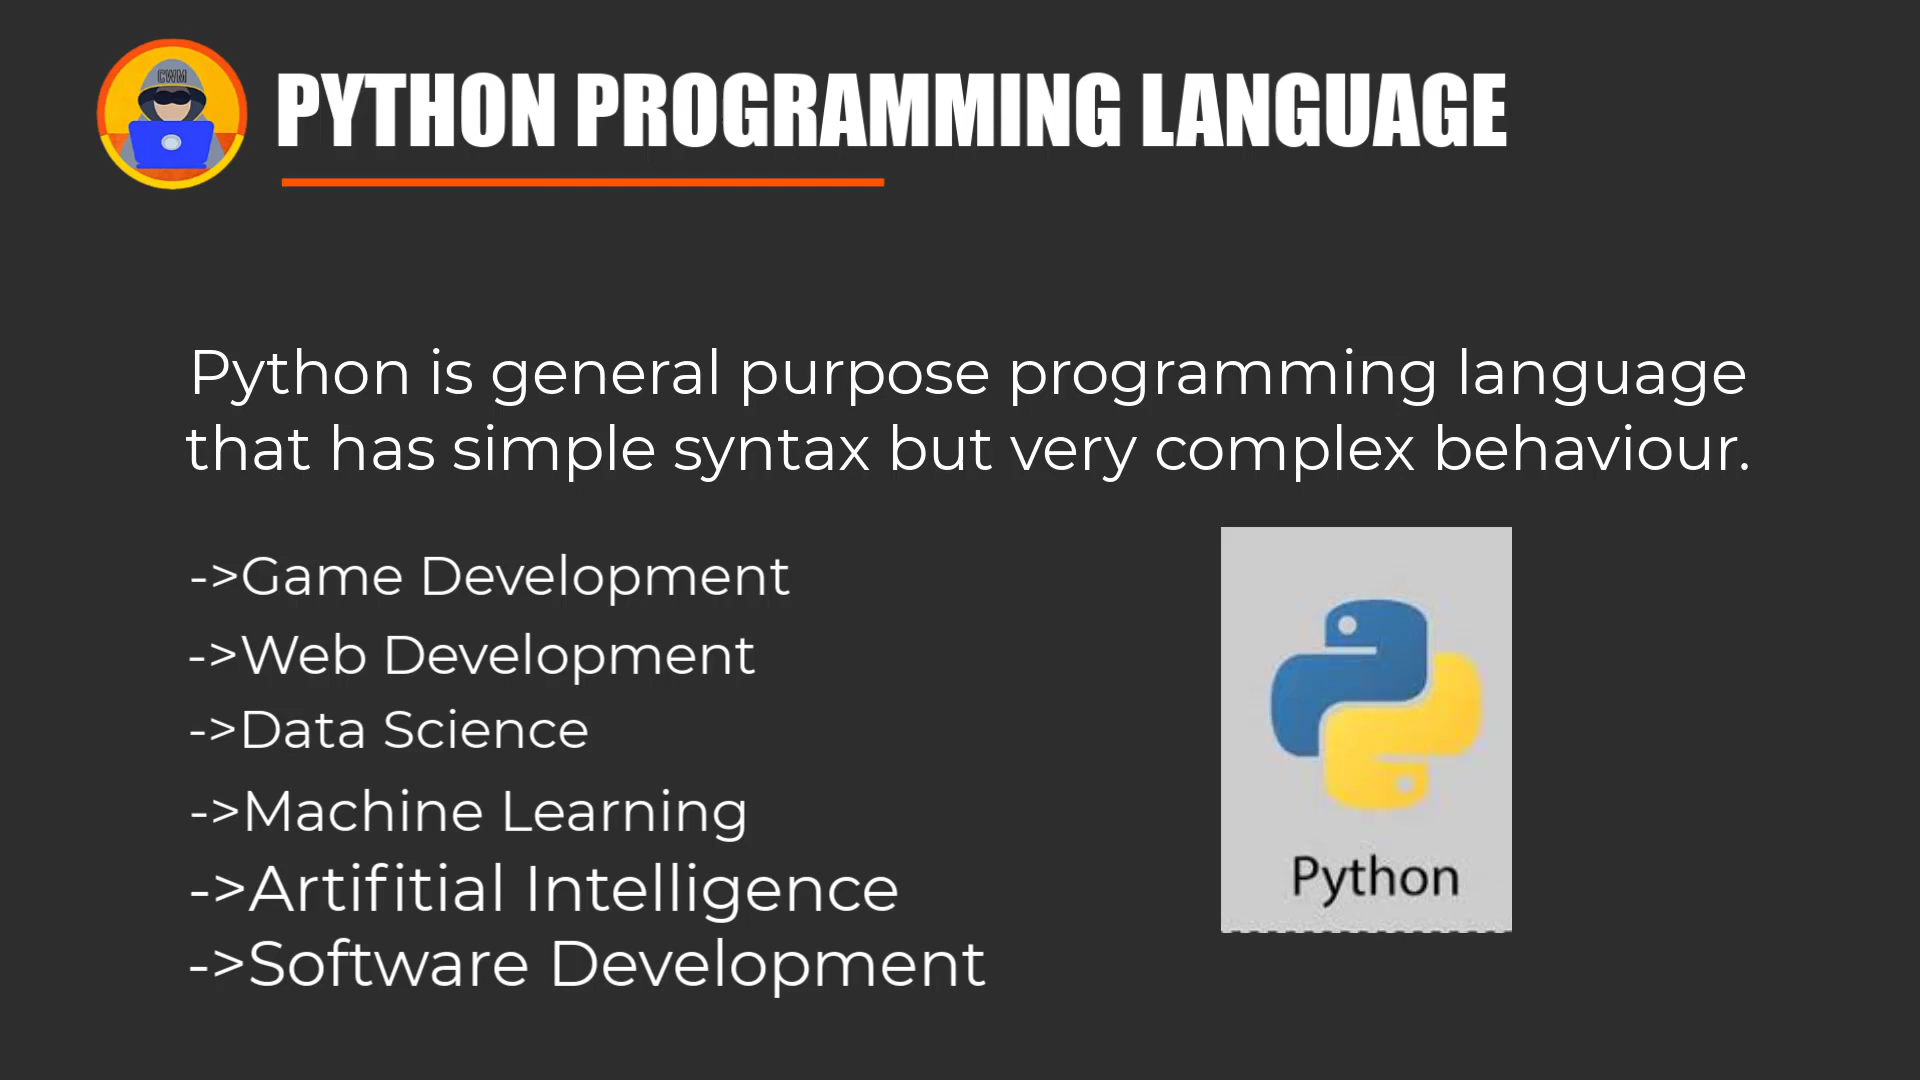 CWM
PYTHON PROGRAMMING LANGUAGE
Python is general purpose programming language
that has simple syntax but very complex behaviour.
->Game Development
->Web Development
->Data Science
->Machine Learning
->Artifitial Intelligence
->Software Development
Python